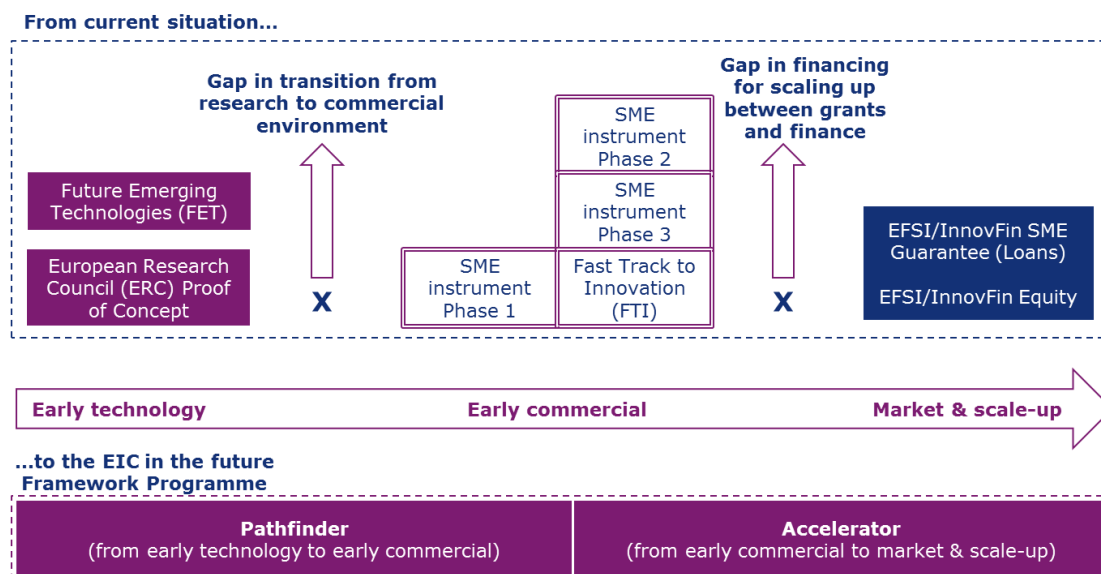 From current situation...
Gap in transition from
research to commercial
environment
Gap in financing
for scaling up
between grants
and finance
SME
instrument
Phase 2
Future Emerging
Technologies (FET)
SME
instrument
Phase 3
EFSI/InnovFin SME
Guarantee (Loans)
EFSI/InnovFin Equity
European Research
Council (ERC) Proof
of Concept
X
SME
instrument
Phase 1
Fast Track to
Innovation
(FTI)
X
Early technology
Early commercial
Market & scale-up
...to the EIC in the future
Framework Programme
Pathfinder
(from early technology to early commercial)
Accelerator
(from early commercial to market & scale-up)